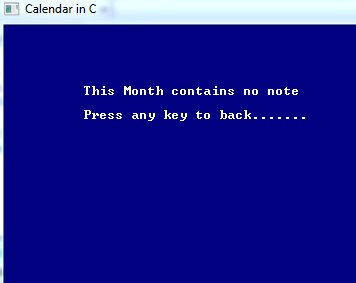 Calendar in C
This Month contains no note
Press any key to back.......